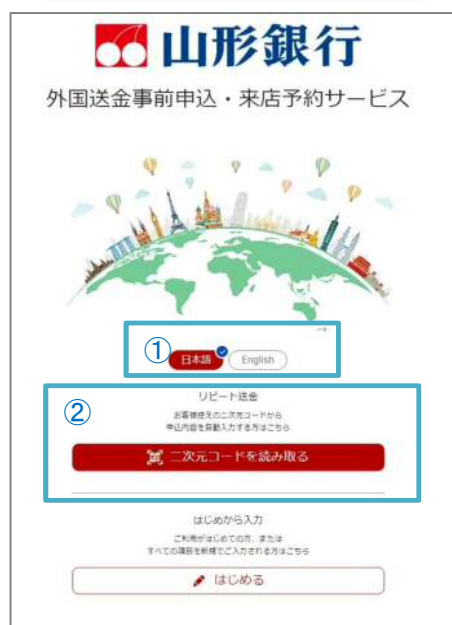 山形銀行
外国送金事前申込・来店予約サービス
①
日本語
English
②
リピート送金
お客様控えの二次元コードから
申込内容を自動入力する方はこちら
二次元コードを読み取る
はじめから入力
ご利用がはじめての方、または
すべての項目を新規でご入力される方はこちら
はじめる